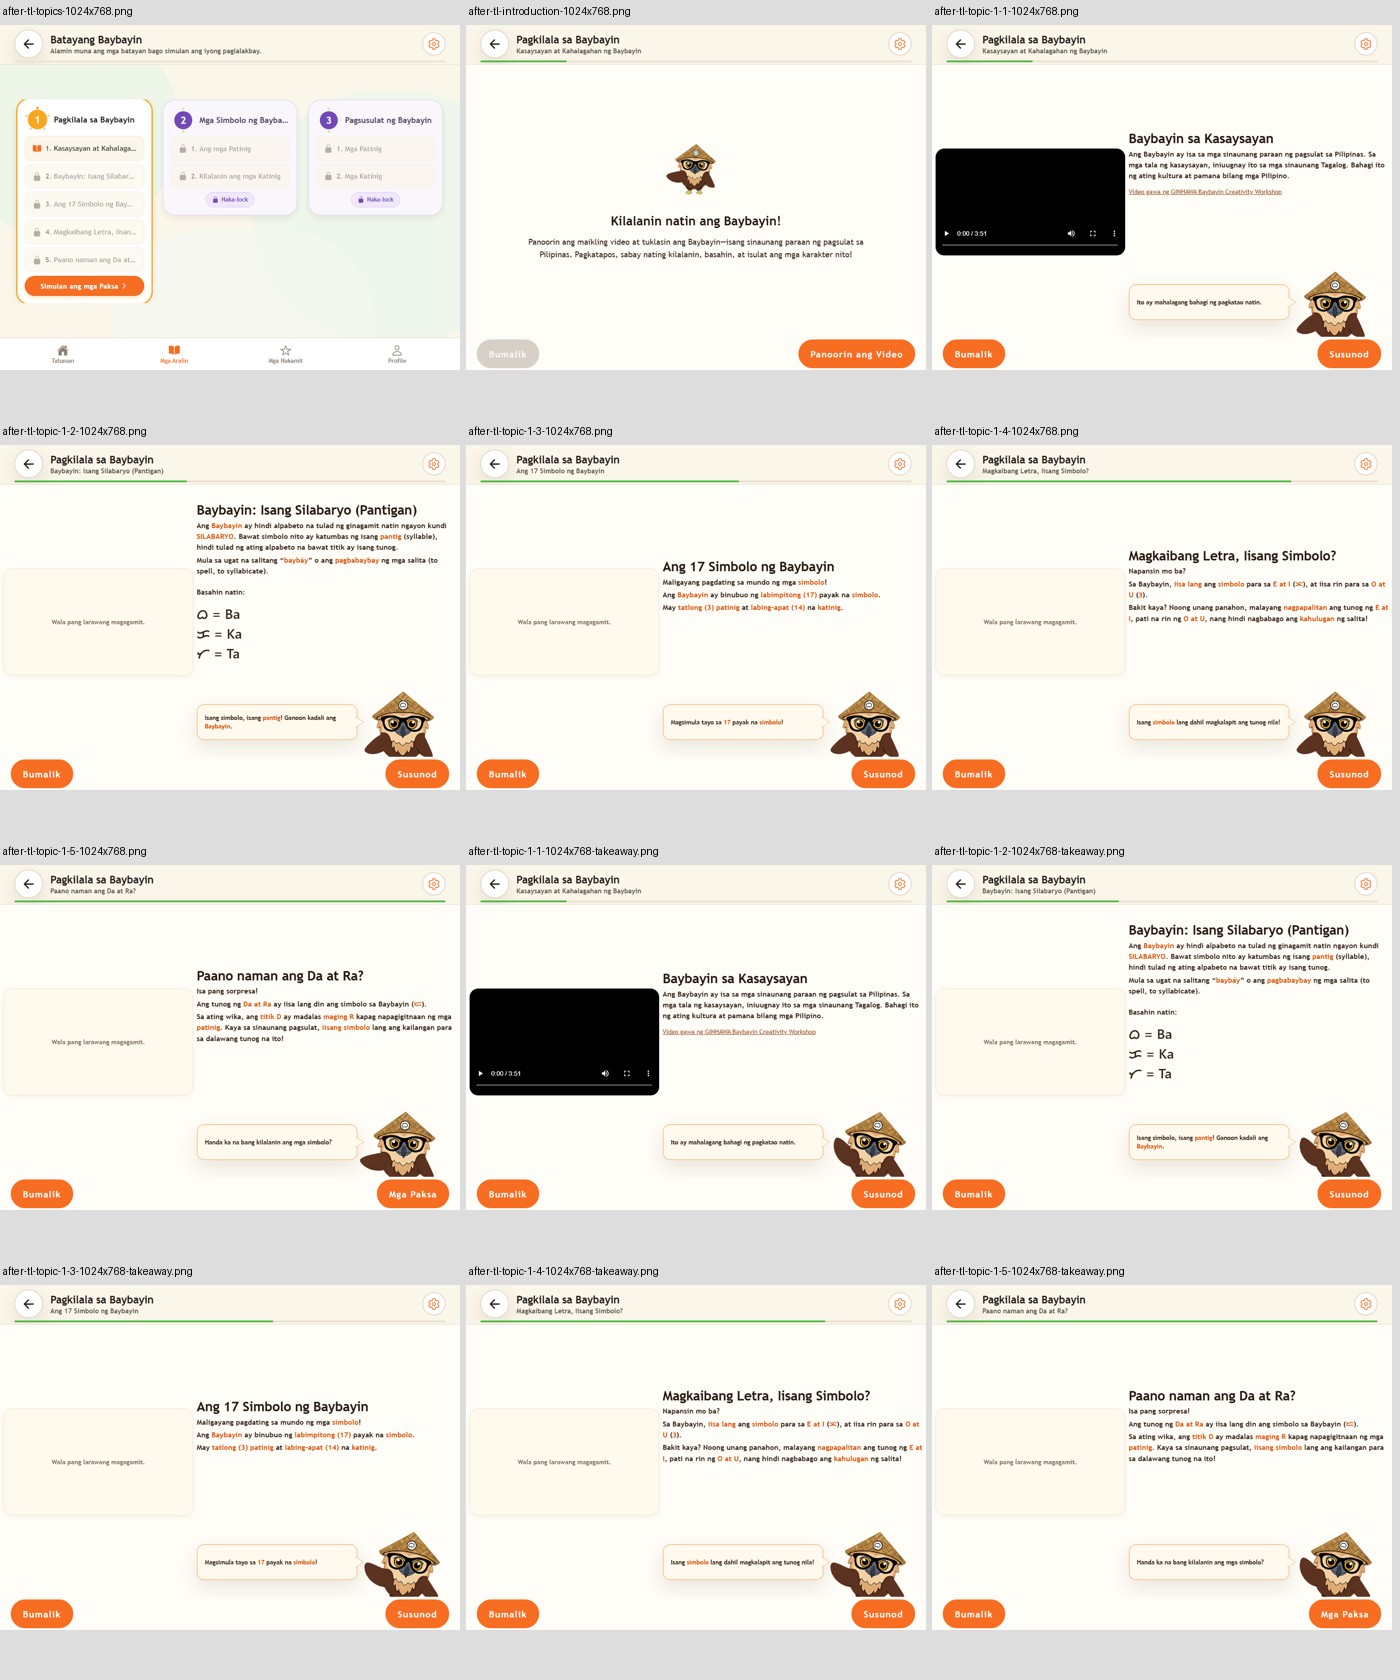 after-tl-topics-1024x768.png
Batayang Baybayin
Alamin muna ang mga batayan bago simulan ang iyong paglalakbay.
1
Pagkilala sa Baybayin
1. Kasaysayan at Kahalaga...
2. Baybayin: Isang Silabar...
3. Ang 17 Simbolo ng Bay...
4. Magkaibang Letra, Iisan...
5. Paano naman ang Da at...
Simulan ang mga Paksa
2
Mga Simbolo ng Bayba...
1. Ang mga Patinig
2. Kilalanin ang mga Katinig
Naka-lock
3
Pagsusulat ng Baybayin
1. Mga Patinig
2. Mga Katinig
Naka-lock
Tahanan
Mga Aralin
Mga Nakamit
Profile
after-tl-introduction-1024x768.png
Pagkilala sa Baybayin
Kasaysayan at Kahalagahan ng Baybayin
Kilalanin natin ang Baybayin!
Panoorin ang maikling video at tuklasin ang Baybayin—isang sinaunang paraan ng pagsulat sa
Pilipinas. Pagkatapos, sabay nating kilalanin, basahin, at isulat ang mga karakter nito!
Bumalik
Panoorin ang Video
after-tl-topic-1-1-1024x768.png
Pagkilala sa Baybayin
Kasaysayan at Kahalagahan ng Baybayin
0:00 / 3:51
Baybayin sa Kasaysayan
Ang Baybayin ay isa sa mga sinaunang paraan ng pagsulat sa Pilipinas. Sa
mga tala ng kasaysayan, iniuugnay ito sa mga sinaunang Tagalog. Bahagi ito
ng ating kultura at pamana bilang mga Pilipino.
Video gawa ng GINHAWA Baybayin Creativity Workshop
Ito ay mahalagang bahagi ng pagkatao natin.
Bumalik
Susunod
after-tl-topic-1-2-1024x768.png
Pagkilala sa Baybayin
Baybayin: Isang Silabaryo (Pantigan)
Wala pang larawang magagamit.
Baybayin: Isang Silabaryo (Pantigan)
Ang Baybayin ay hindi alpabeto na tulad ng ginagamit natin ngayon kundi
SILABARYO. Bawat simbolo nito ay katumbas ng isang pantig (syllable),
hindi tulad ng ating alpabeto na bawat titik ay isang tunog.
Mula sa ugat na salitang “baybay” o ang pagbabaybay ng mga salita (to
spell, to syllabicate).
Basahin natin:
ᜊ = Ba
ᜃ = Ka
ᜆ = Ta
Isang simbolo, isang pantig! Ganoon kadali ang
Baybayin.
Bumalik
Susunod
after-tl-topic-1-3-1024x768.png
Pagkilala sa Baybayin
Ang 17 Simbolo ng Baybayin
Wala pang larawang magagamit.
Ang 17 Simbolo ng Baybayin
Maligayang pagdating sa mundo ng mga simbolo!
Ang Baybayin ay binubuo ng labimpitong (17) payak na simbolo.
May tatlong (3) patinig at labing-apat (14) na katinig.
Magsimula tayo sa 17 payak na simbolo!
Bumalik
Susunod
after-tl-topic-1-4-1024x768.png
Pagkilala sa Baybayin
Magkaibang Letra, Iisang Simbolo?
Wala pang larawang magagamit.
Magkaibang Letra, Iisang Simbolo?
Napansin mo ba?
Sa Baybayin, iisa lang ang simbolo para sa E at I (ᜁ), at iisa rin para sa O at
U (ᜂ).
Bakit kaya? Noong unang panahon, malayang nagpapalitan ang tunog ng E at
I, pati na rin ng O at U, nang hindi nagbabago ang kahulugan ng salita!
Isang simbolo lang dahil magkalapit ang tunog nila!
Bumalik
Susunod
after-tl-topic-1-5-1024x768.png
Pagkilala sa Baybayin
Paano naman ang Da at Ra?
Wala pang larawang magagamit.
Paano naman ang Da at Ra?
Isa pang sorpresa!
Ang tunog ng Da at Ra ay iisa lang din ang simbolo sa Baybayin (ᜇ).
Sa ating wika, ang titik D ay madalas maging R kapag napagigitnaan ng mga
patinig. Kaya sa sinaunang pagsulat, iisang simbolo lang ang kailangan para
sa dalawang tunog na ito!
Handa ka na bang kilalanin ang mga simbolo?
Bumalik
Mga Paksa
after-tl-topic-1-1-1024x768-takeaway.png
Pagkilala sa Baybayin
Kasaysayan at Kahalagahan ng Baybayin
0:00 / 3:51
Baybayin sa Kasaysayan
Ang Baybayin ay isa sa mga sinaunang paraan ng pagsulat sa Pilipinas. Sa
mga tala ng kasaysayan, iniuugnay ito sa mga sinaunang Tagalog. Bahagi ito
ng ating kultura at pamana bilang mga Pilipino.
Video gawa ng GINHAWA Baybayin Creativity Workshop
Ito ay mahalagang bahagi ng pagkatao natin.
Bumalik
Susunod
after-tl-topic-1-2-1024x768-takeaway.png
Pagkilala sa Baybayin
Baybayin: Isang Silabaryo (Pantigan)
Wala pang larawang magagamit.
Baybayin: Isang Silabaryo (Pantigan)
Ang Baybayin ay hindi alpabeto na tulad ng ginagamit natin ngayon kundi
SILABARYO. Bawat simbolo nito ay katumbas ng isang pantig (syllable),
hindi tulad ng ating alpabeto na bawat titik ay isang tunog.
Mula sa ugat na salitang “baybay” o ang pagbabaybay ng mga salita (to
spell, to syllabicate).
Basahin natin:
ᜊ = Ba
ᜃ = Ka
ᜆ = Ta
Isang simbolo, isang pantig! Ganoon kadali ang
Baybayin.
Bumalik
Susunod
after-tl-topic-1-3-1024x768-takeaway.png
Pagkilala sa Baybayin
Ang 17 Simbolo ng Baybayin
Wala pang larawang magagamit.
Ang 17 Simbolo ng Baybayin
Maligayang pagdating sa mundo ng mga simbolo!
Ang Baybayin ay binubuo ng labimpitong (17) payak na simbolo.
May tatlong (3) patinig at labing-apat (14) na katinig.
Magsimula tayo sa 17 payak na simbolo!
Bumalik
Susunod
after-tl-topic-1-4-1024x768-takeaway.png
Pagkilala sa Baybayin
Magkaibang Letra, Iisang Simbolo?
Wala pang larawang magagamit.
Magkaibang Letra, Iisang Simbolo?
Napansin mo ba?
Sa Baybayin, iisa lang ang simbolo para sa E at I (ᜁ), at iisa rin para sa O at
U (ᜂ).
Bakit kaya? Noong unang panahon, malayang nagpapalitan ang tunog ng E at
I, pati na rin ng O at U, nang hindi nagbabago ang kahulugan ng salita!
Isang simbolo lang dahil magkalapit ang tunog nila!
Bumalik
Susunod
after-tl-topic-1-5-1024x768-takeaway.png
Pagkilala sa Baybayin
Paano naman ang Da at Ra?
Wala pang larawang magagamit.
Paano naman ang Da at Ra?
Isa pang sorpresa!
Ang tunog ng Da at Ra ay iisa lang din ang simbolo sa Baybayin (ᜇ).
Sa ating wika, ang titik D ay madalas maging R kapag napagigitnaan ng mga
patinig. Kaya sa sinaunang pagsulat, iisang simbolo lang ang kailangan para
sa dalawang tunog na ito!
Handa ka na bang kilalanin ang mga simbolo?
Bumalik
Mga Paksa